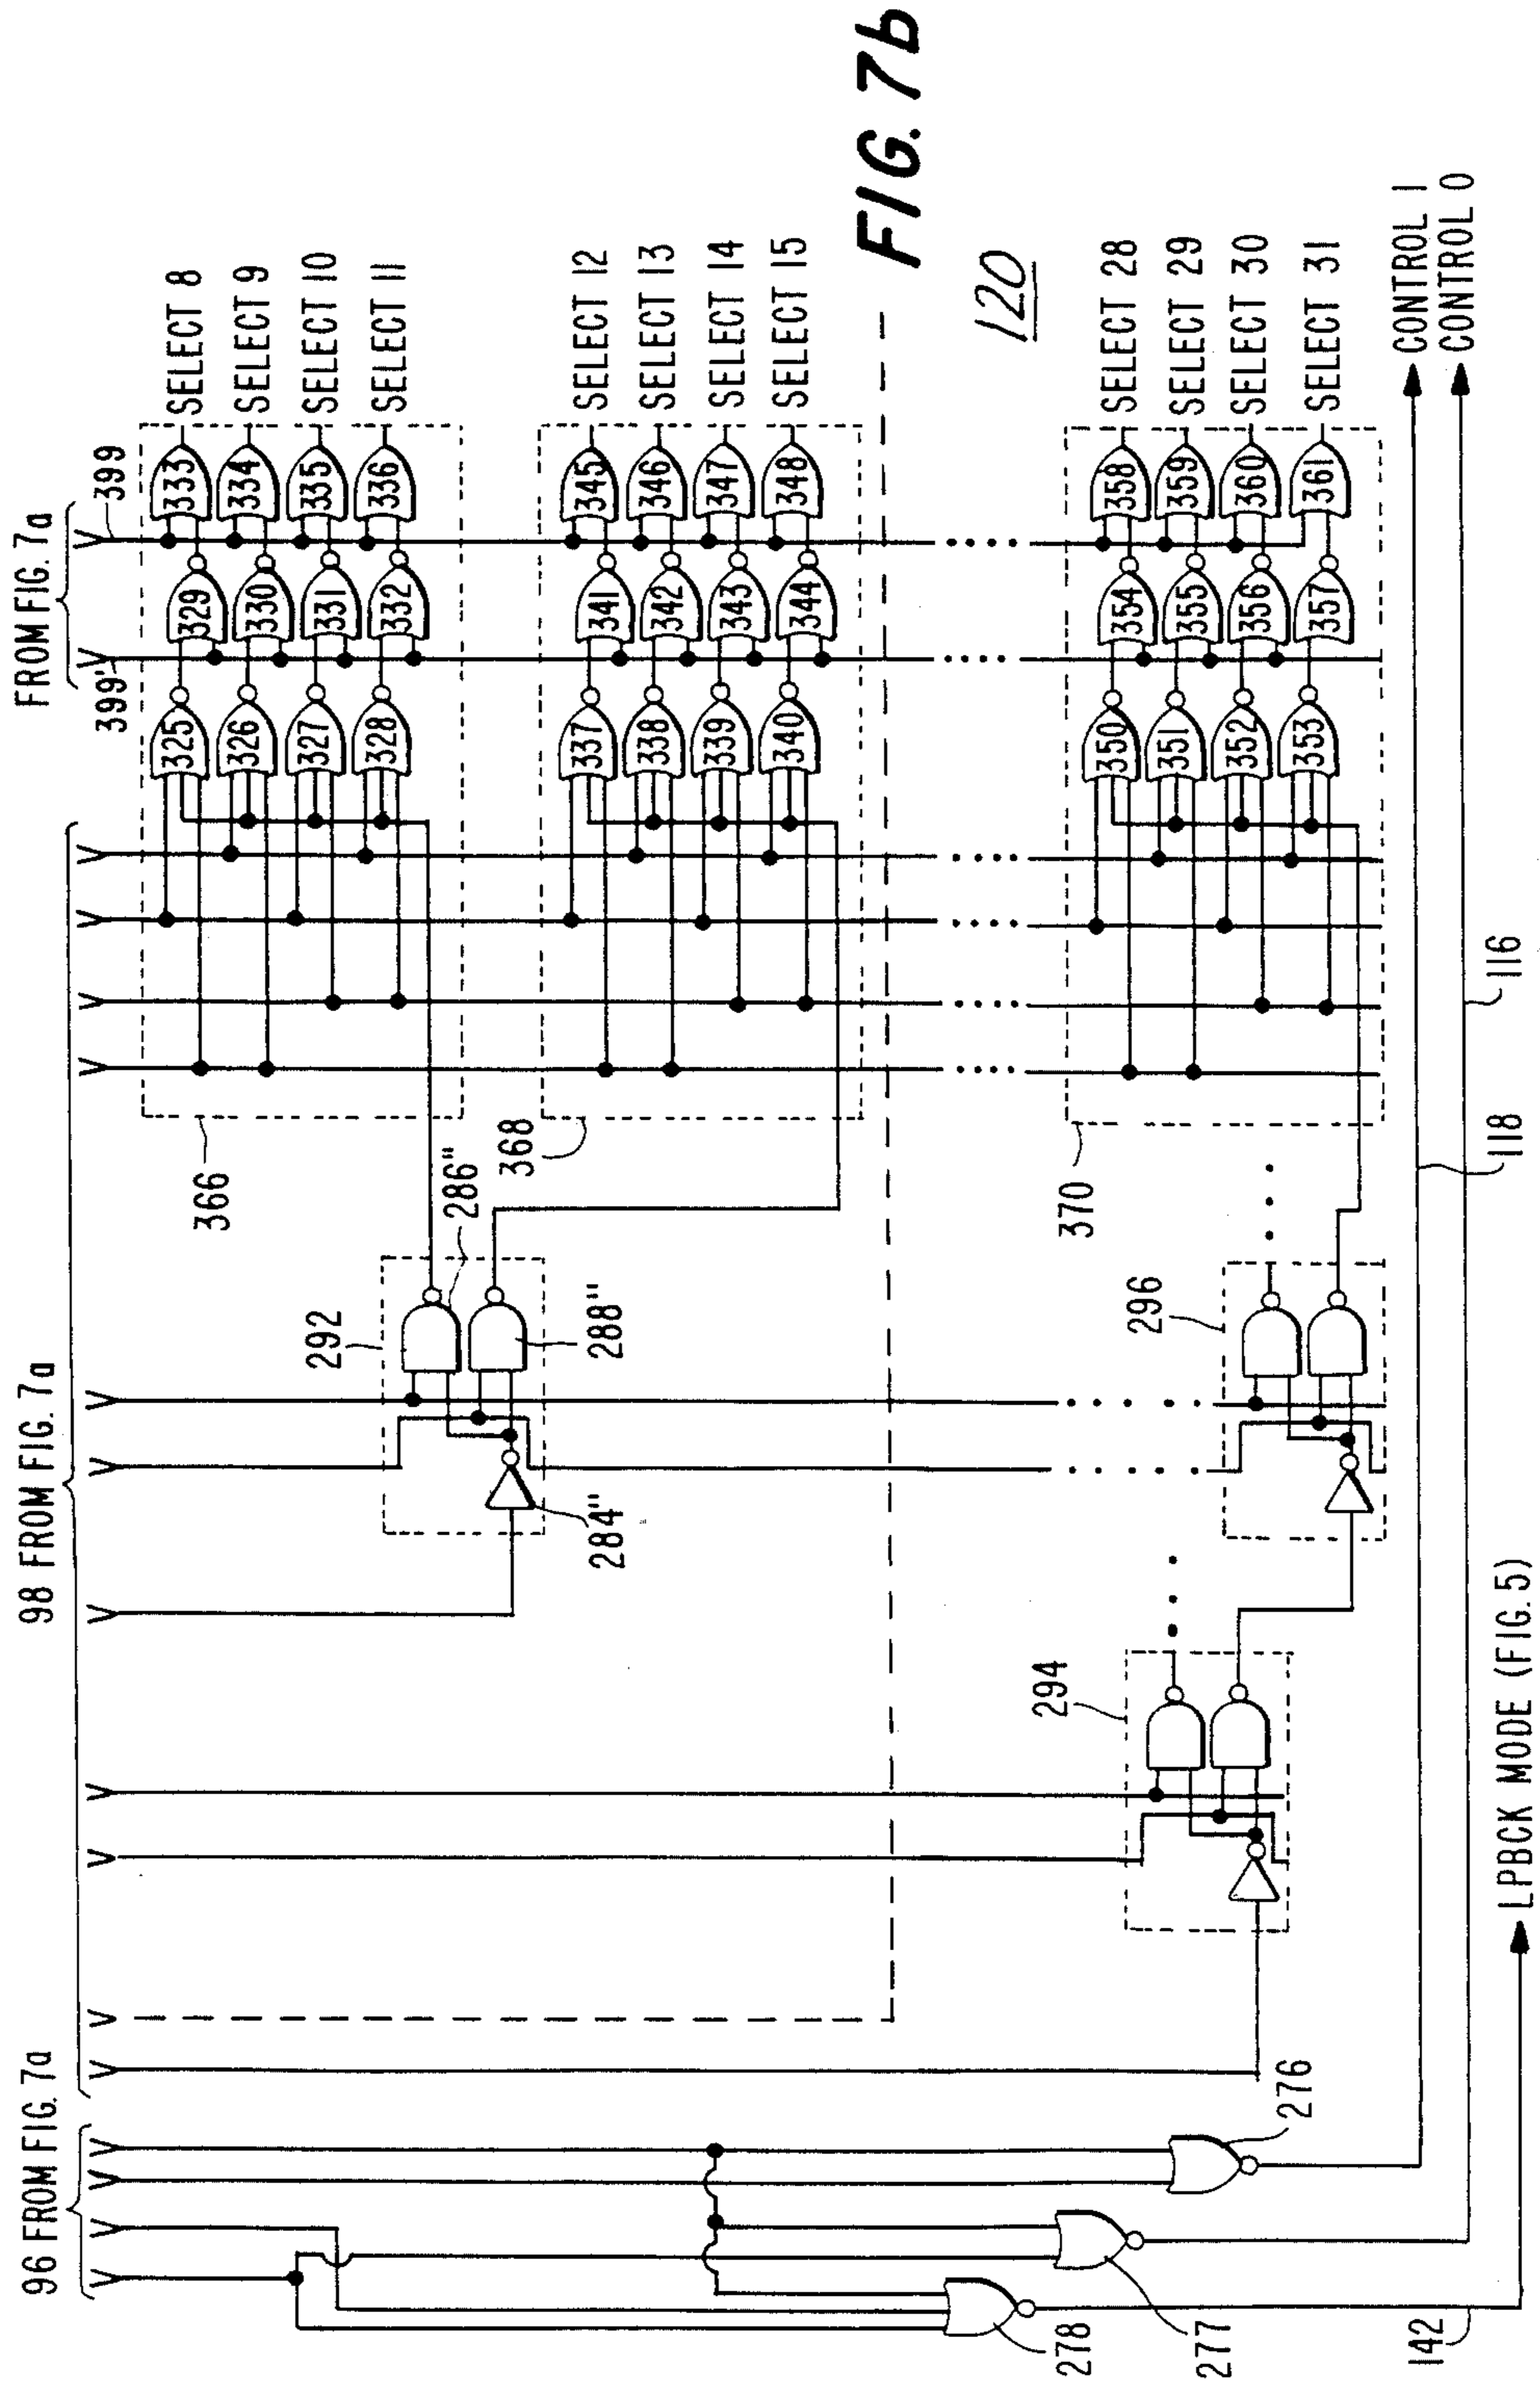 FROM FIG. 7a
399
399'
98 FROM FIG. 7a
96 FROM FIG. 7a
325
329
333
SELECT 8
326
330
334
SELECT 9
327
331
335
SELECT 10
328
332
336
SELECT 11
366
337
341
345
SELECT 12
338
342
346
SELECT 13
339
343
347
SELECT 14
340
344
348
SELECT 15
368
292
286"
288"
284"
FIG. 7b
120
350
354
358
SELECT 28
351
355
359
SELECT 29
352
356
360
SELECT 30
353
357
361
SELECT 31
370
296
294
276
277
278
CONTROL 1
CONTROL 0
118
116
142
LPBCK MODE (FIG. 5)